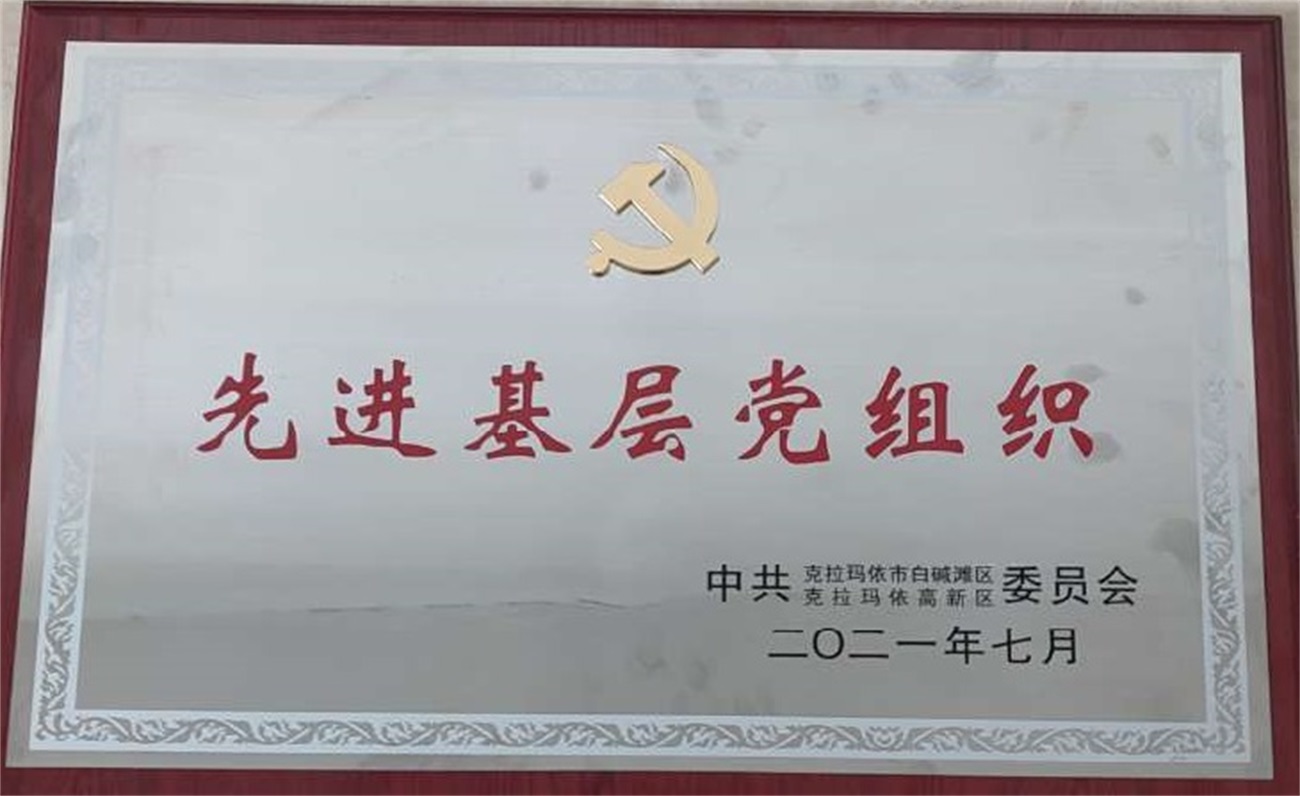 先进基层党组织
中共 克拉玛依市白碱滩区 委员会
克拉玛依高新区
二〇二一年七月